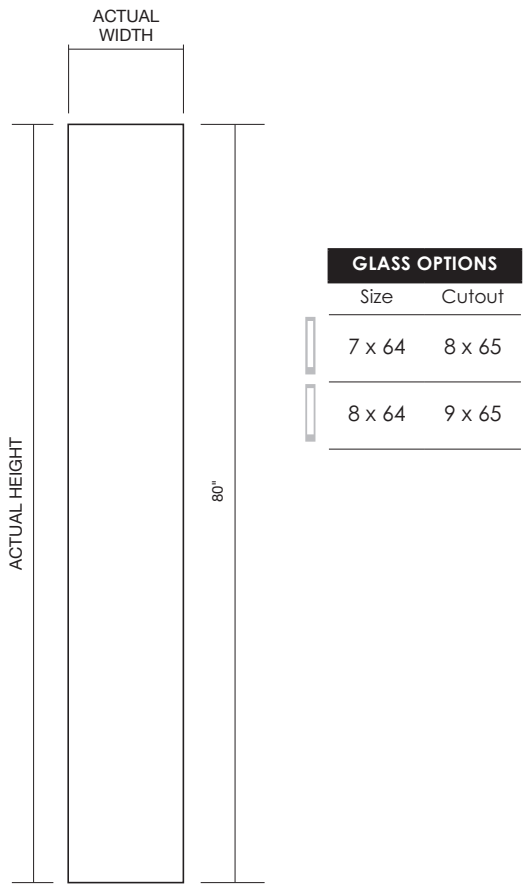 ACTUAL
WIDTH
GLASS OPTIONS
Size Cutout
7 x 64 8 x 65
8 x 64 9 x 65
ACTUAL HEIGHT
80"